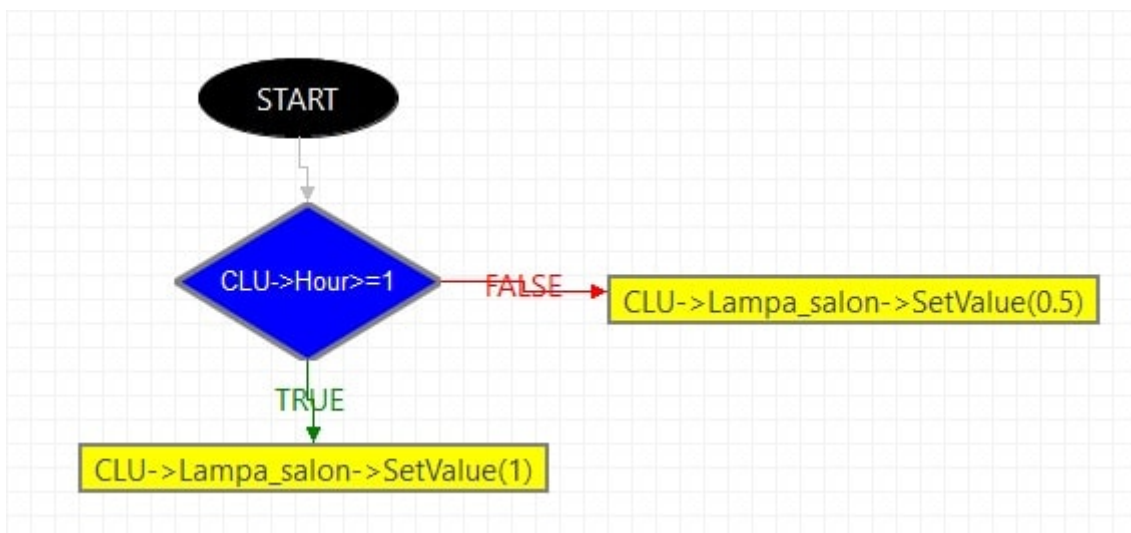 START
CLU->Hour>=1
FALSE
CLU->Lampa_salon->SetValue(0.5)
TRUE
CLU->Lampa_salon->SetValue(1)